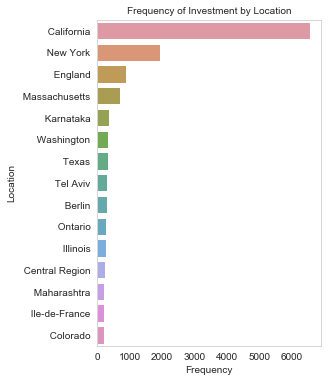 Frequency of Investment by Location
California
New York
England
Massachusetts
Karnataka
Washington
Texas
Tel Aviv
Berlin
Ontario
Illinois
Central Region
Maharashtra
Ile-de-France
Colorado
Location
0 1000 2000 3000 4000 5000 6000
Frequency